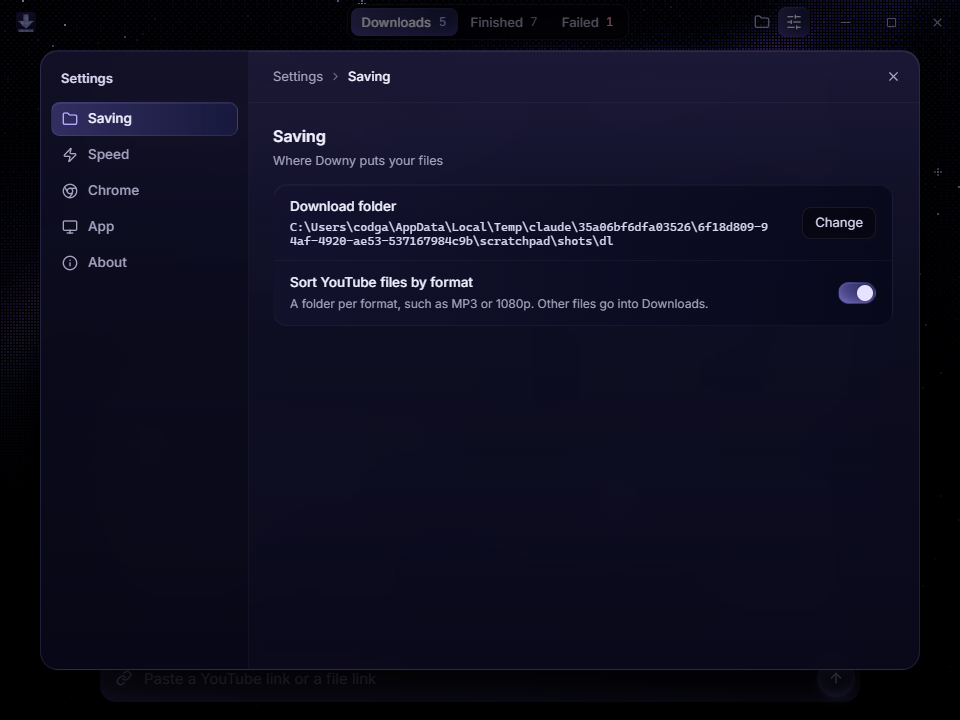 Downloads 5 Finished 7 Failed 1
Settings
Settings > Saving
Saving
Speed
Chrome
App
About
Saving
Where Downy puts your files
Download folder
C:\Users\codga\AppData\Local\Temp\claude\35a06bf6dfa03526\6f18d809-9
4af-4920-ae53-537167984c9b\scratchpad\shots\dl
Change
Sort YouTube files by format
A folder per format, such as MP3 or 1080p. Other files go into Downloads.
Paste a YouTube link or a file link